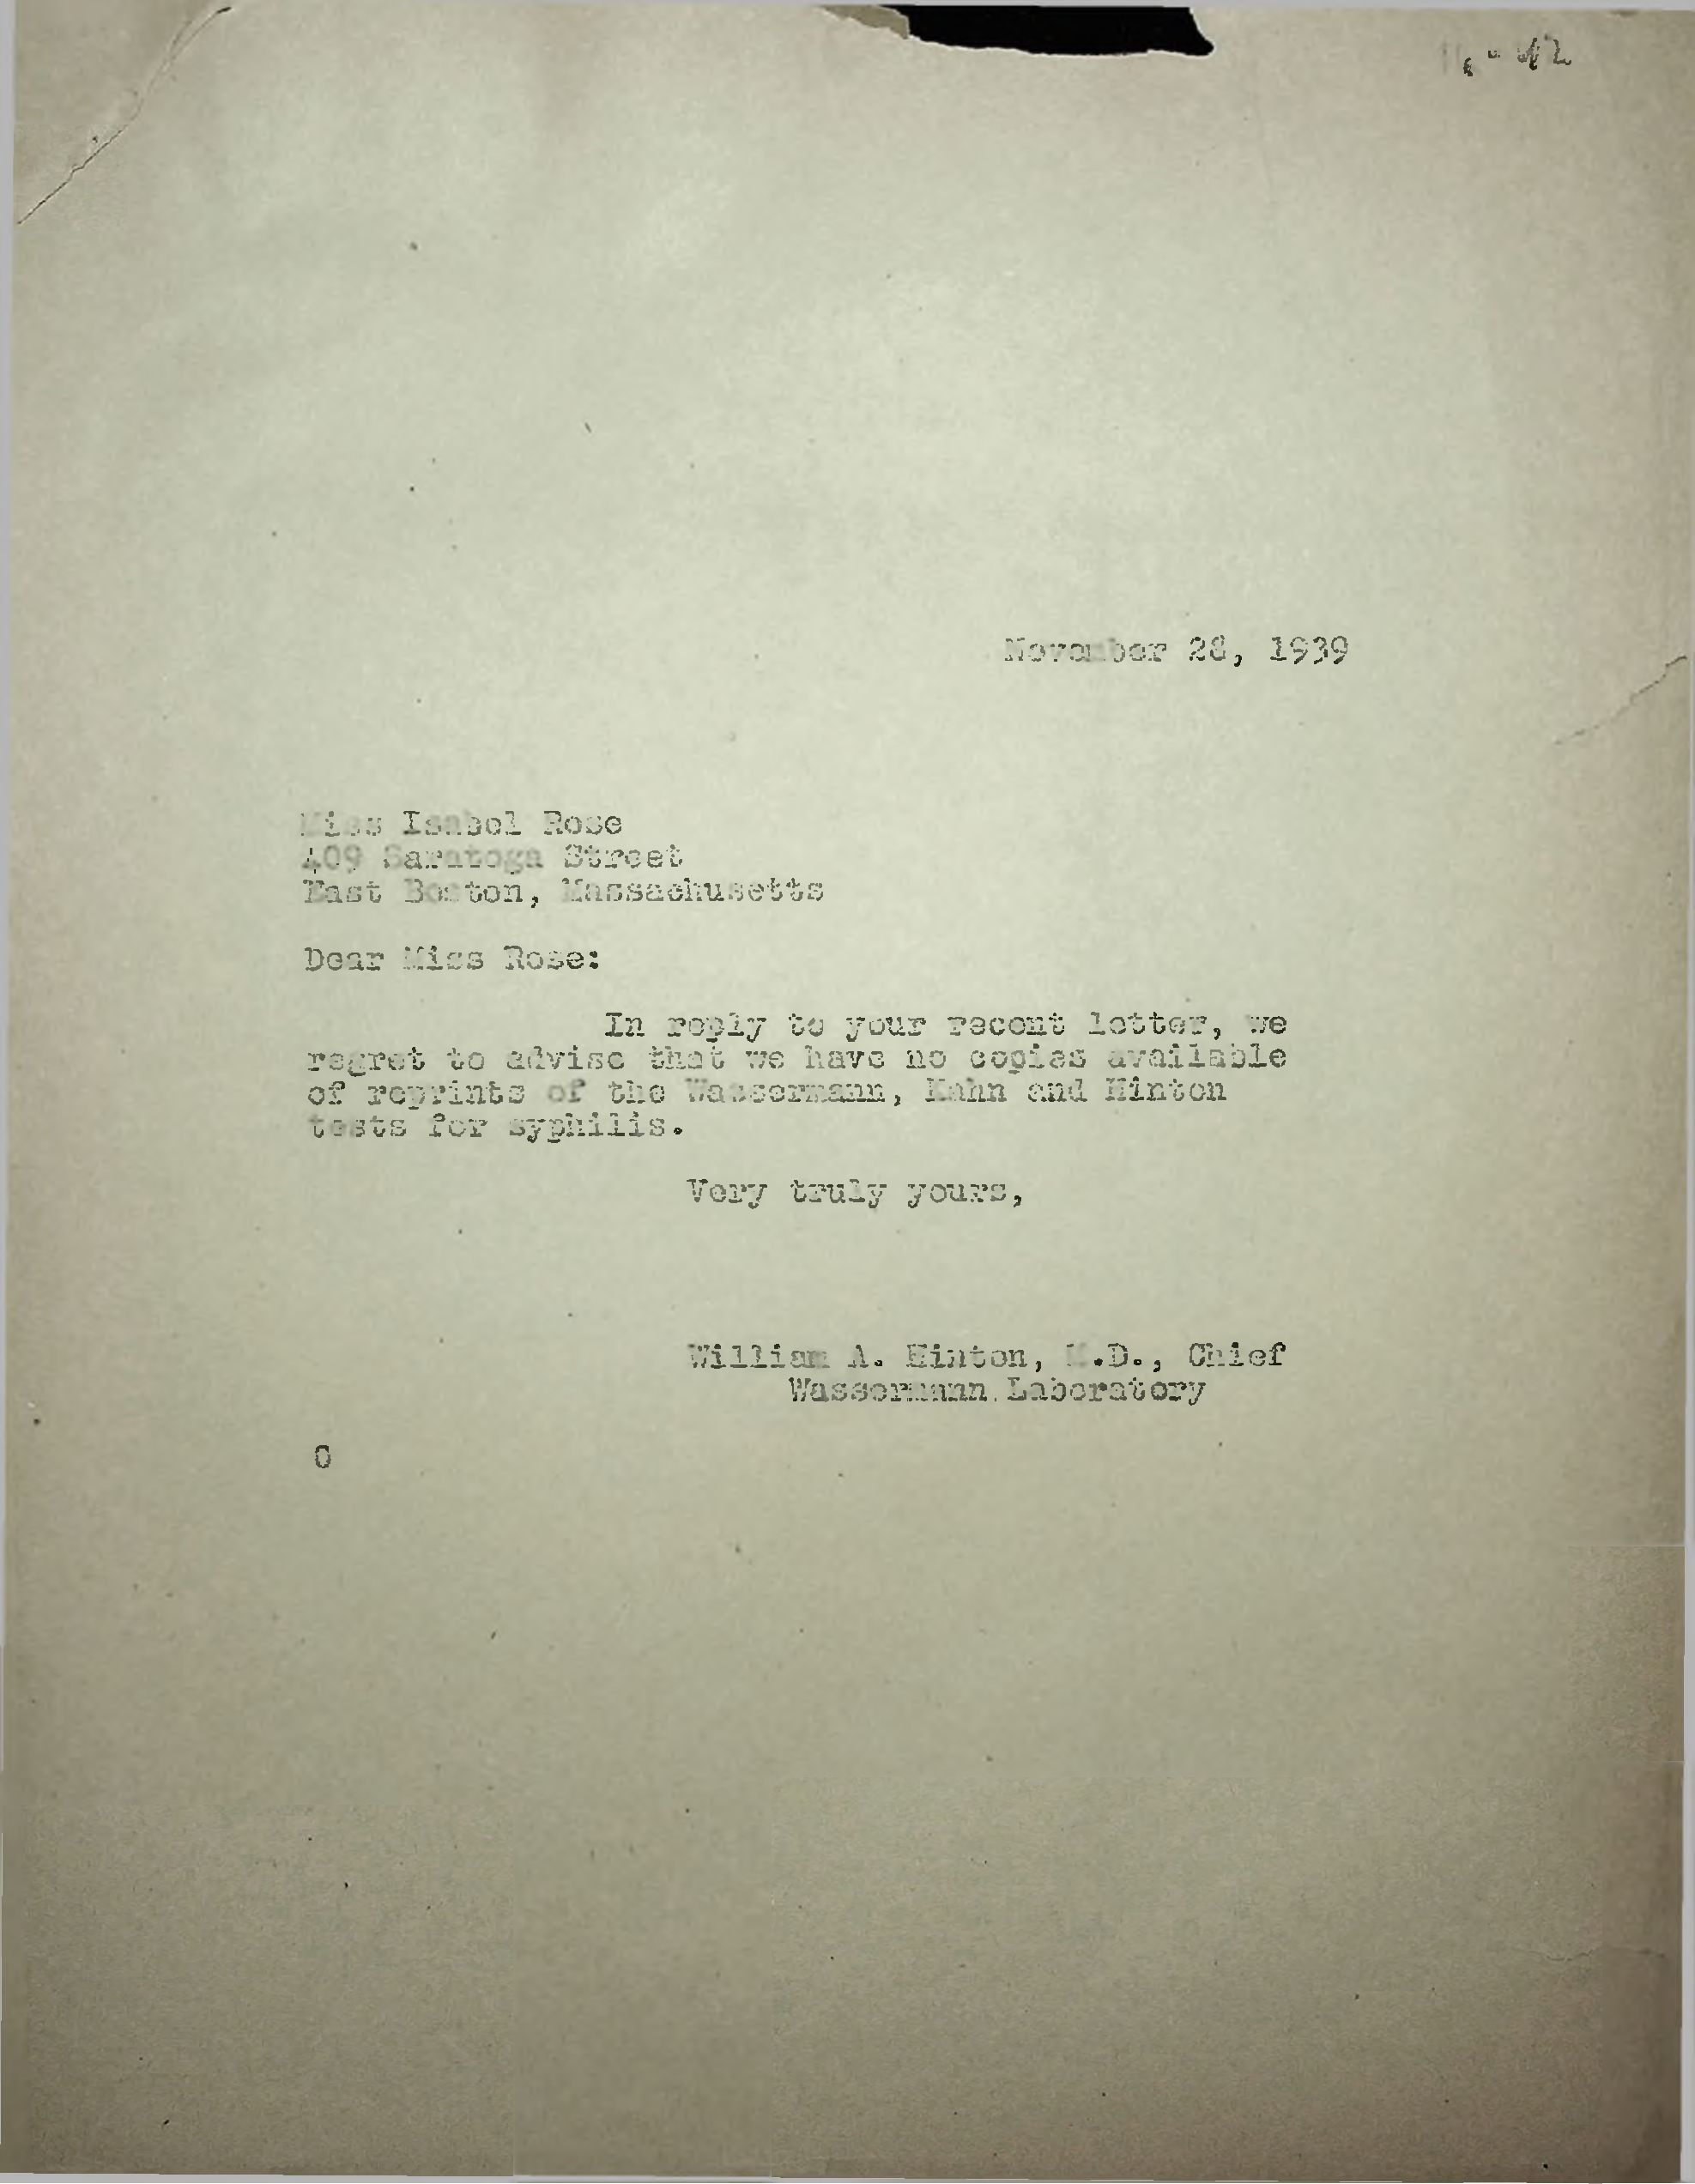 November 28, 1939
Miss Isabel Rose
409 Saratoga Street
East Boston, Massachusetts
Dear Miss Rose:
In reply to your recent letter, we
regret to advise that we have no copies available
of reprints of the Wassermann, Kahn and Hinton
tests for syphilis.
Very truly yours,
William A. Hinton, M.D., Chief
Wassermann Laboratory
O